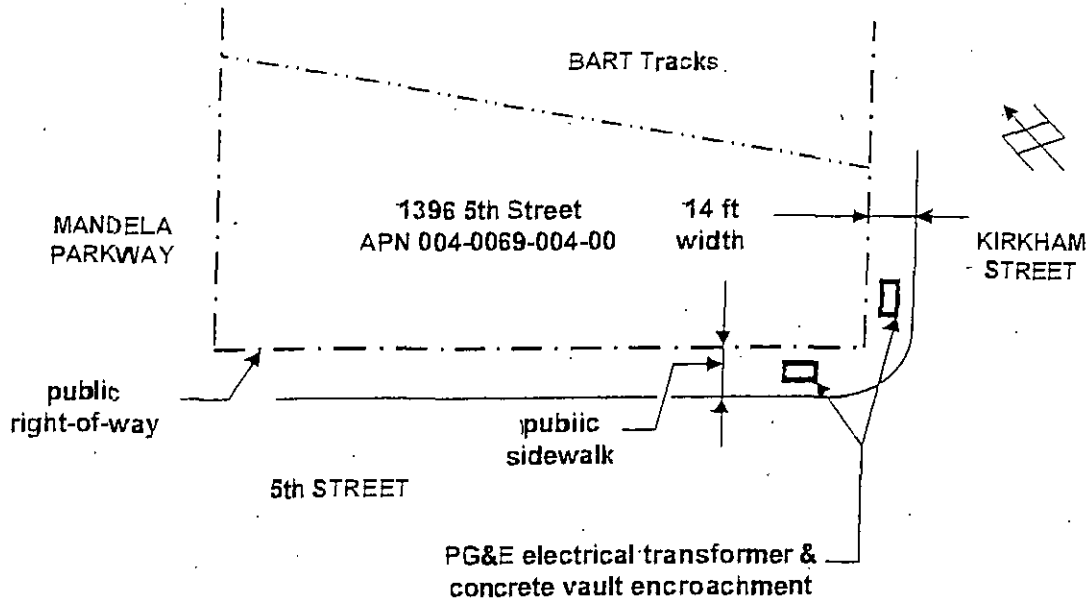 BART Tracks
MANDELA
PARKWAY
1396 5th Street
APN 004-0069-004-00
14 ft
width
KIRKHAM
STREET
public
right-of-way
public
sidewalk
5th STREET
PG&E electrical transformer &
concrete vault encroachment